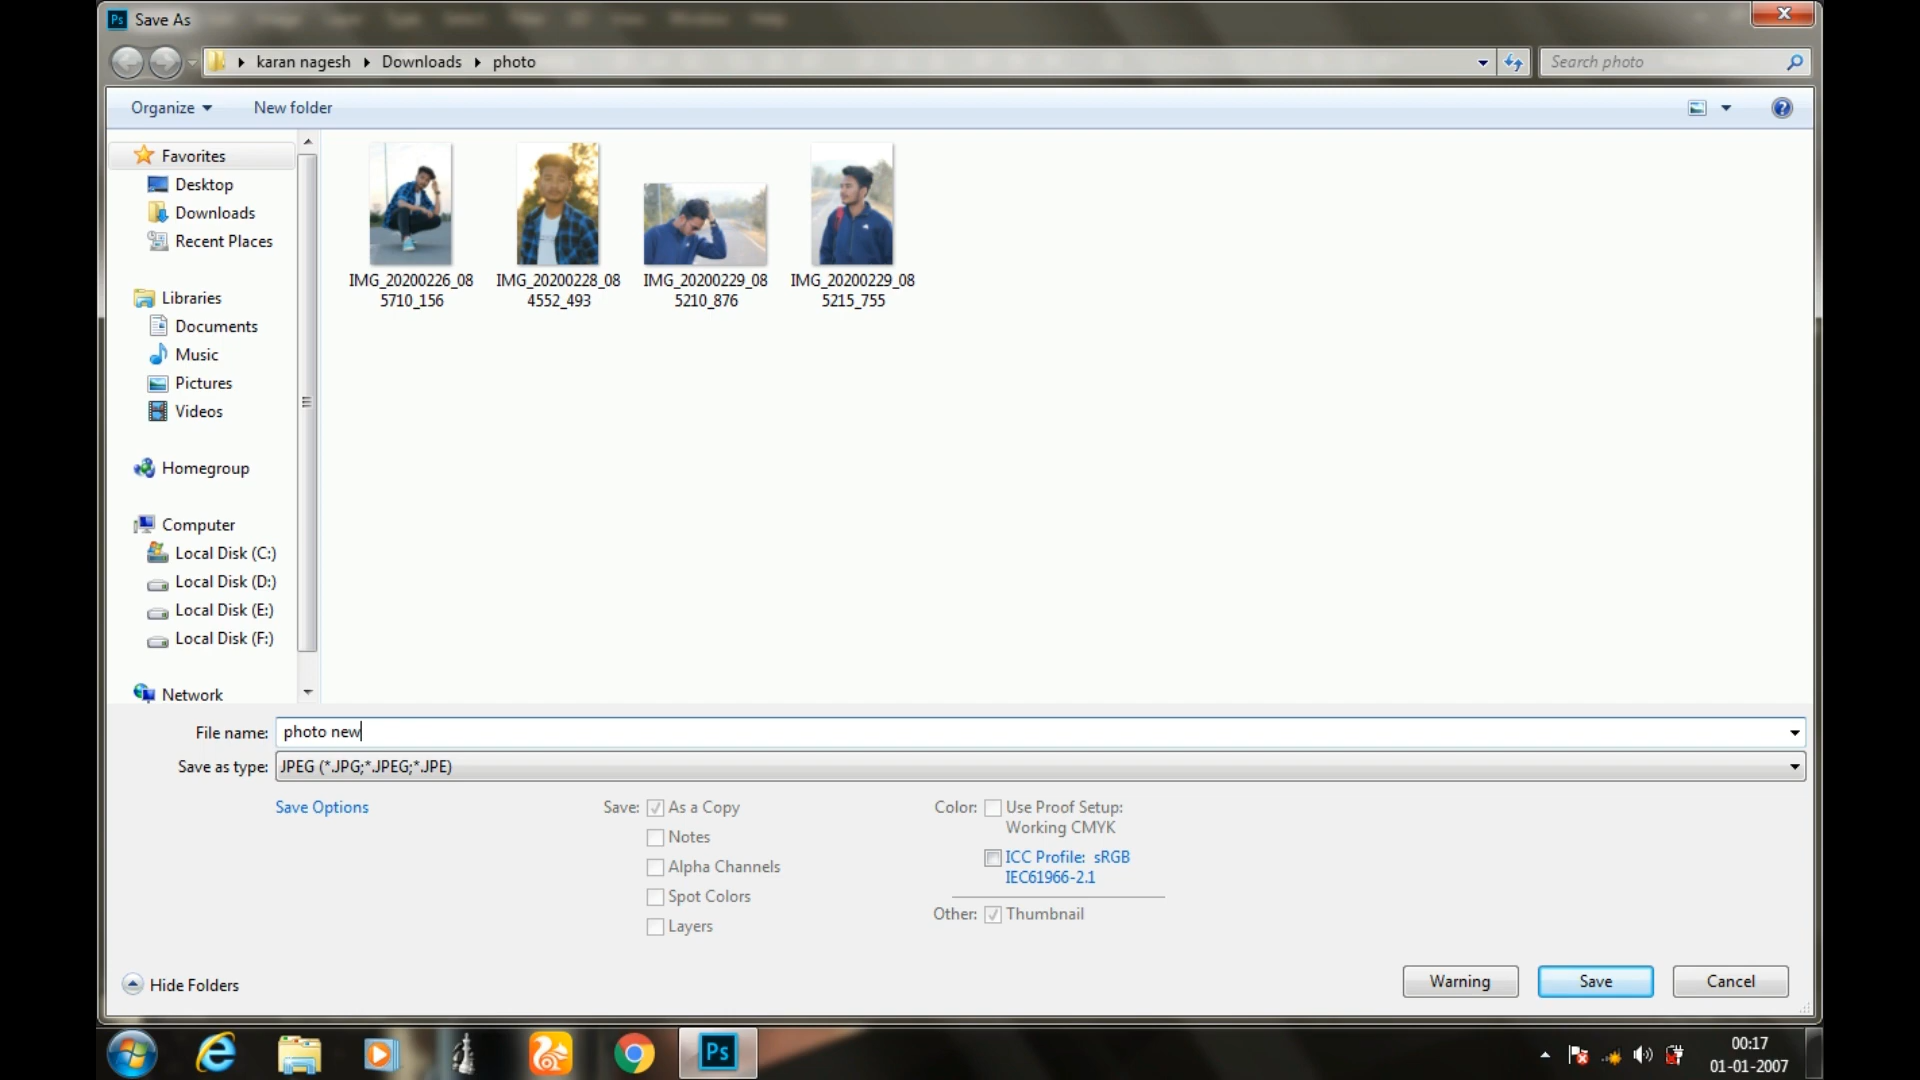 Ps Save As
karan nagesh Downloads photo
Search photo
Organize New folder
Favorites
Desktop
Downloads
Recent Places
Libraries
Documents
Music
Pictures
Videos
Homegroup
Computer
Local Disk (C:)
Local Disk (D:)
Local Disk (E:)
Local Disk (F:)
Network
IMG_20200226_08
5710_156
IMG_20200228_08
4552_493
IMG_20200229_08
5210_876
IMG_20200229_08
5215_755
File name: photo new
Save as type: JPEG (*.JPG;*.JPEG;*.JPE)
Save Options
Save: As a Copy
Notes
Alpha Channels
Spot Colors
Layers
Color: Use Proof Setup:
Working CMYK
ICC Profile: sRGB
IEC61966-2.1
Other: Thumbnail
Hide Folders
Warning Save Cancel
Ps
00:17
01-01-2007